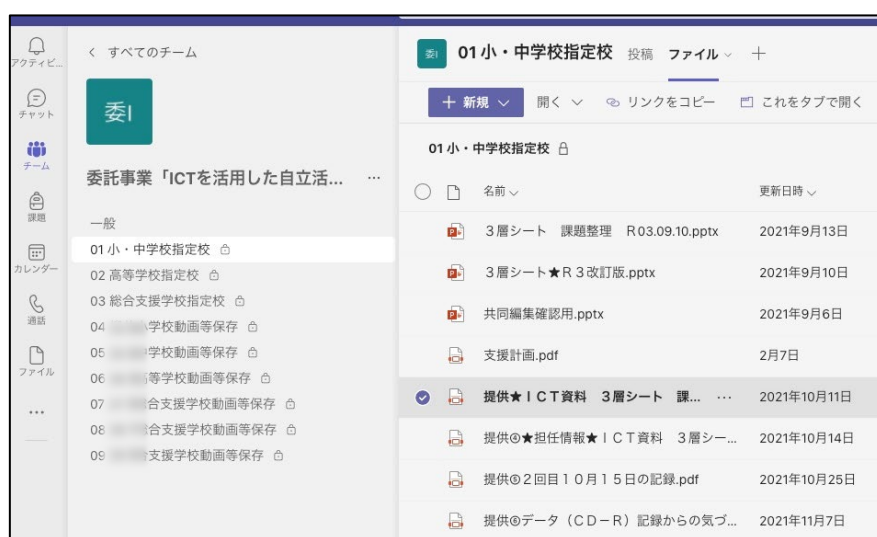 アクティビ...
チャット
チーム
課題
カレンダー
通話
ファイル
...
< すべてのチーム
委I
委託事業「ICTを活用した自立活... ...
一般
01 小・中学校指定校
02 高等学校指定校
03 総合支援学校指定校
04 学校動画等保存
05 学校動画等保存
06 等学校動画等保存
07 合支援学校動画等保存
08 合支援学校動画等保存
09 支援学校動画等保存
委I 01 小・中学校指定校 投稿 ファイル +
+ 新規 開く リンクをコピー これをタブで開く
01 小・中学校指定校
名前 更新日時
3層シート 課題整理 R03.09.10.pptx 2021年9月13日
3層シート★R3改訂版.pptx 2021年9月10日
共同編集確認用.pptx 2021年9月6日
支援計画.pdf 2月7日
提供★ICT資料 3層シート 課... ... 2021年10月11日
提供④★担任情報★ICT資料 3層シー... 2021年10月14日
提供⑤2回目10月15日の記録.pdf 2021年10月25日
提供⑥データ(CD-R)記録からの気づ... 2021年11月7日